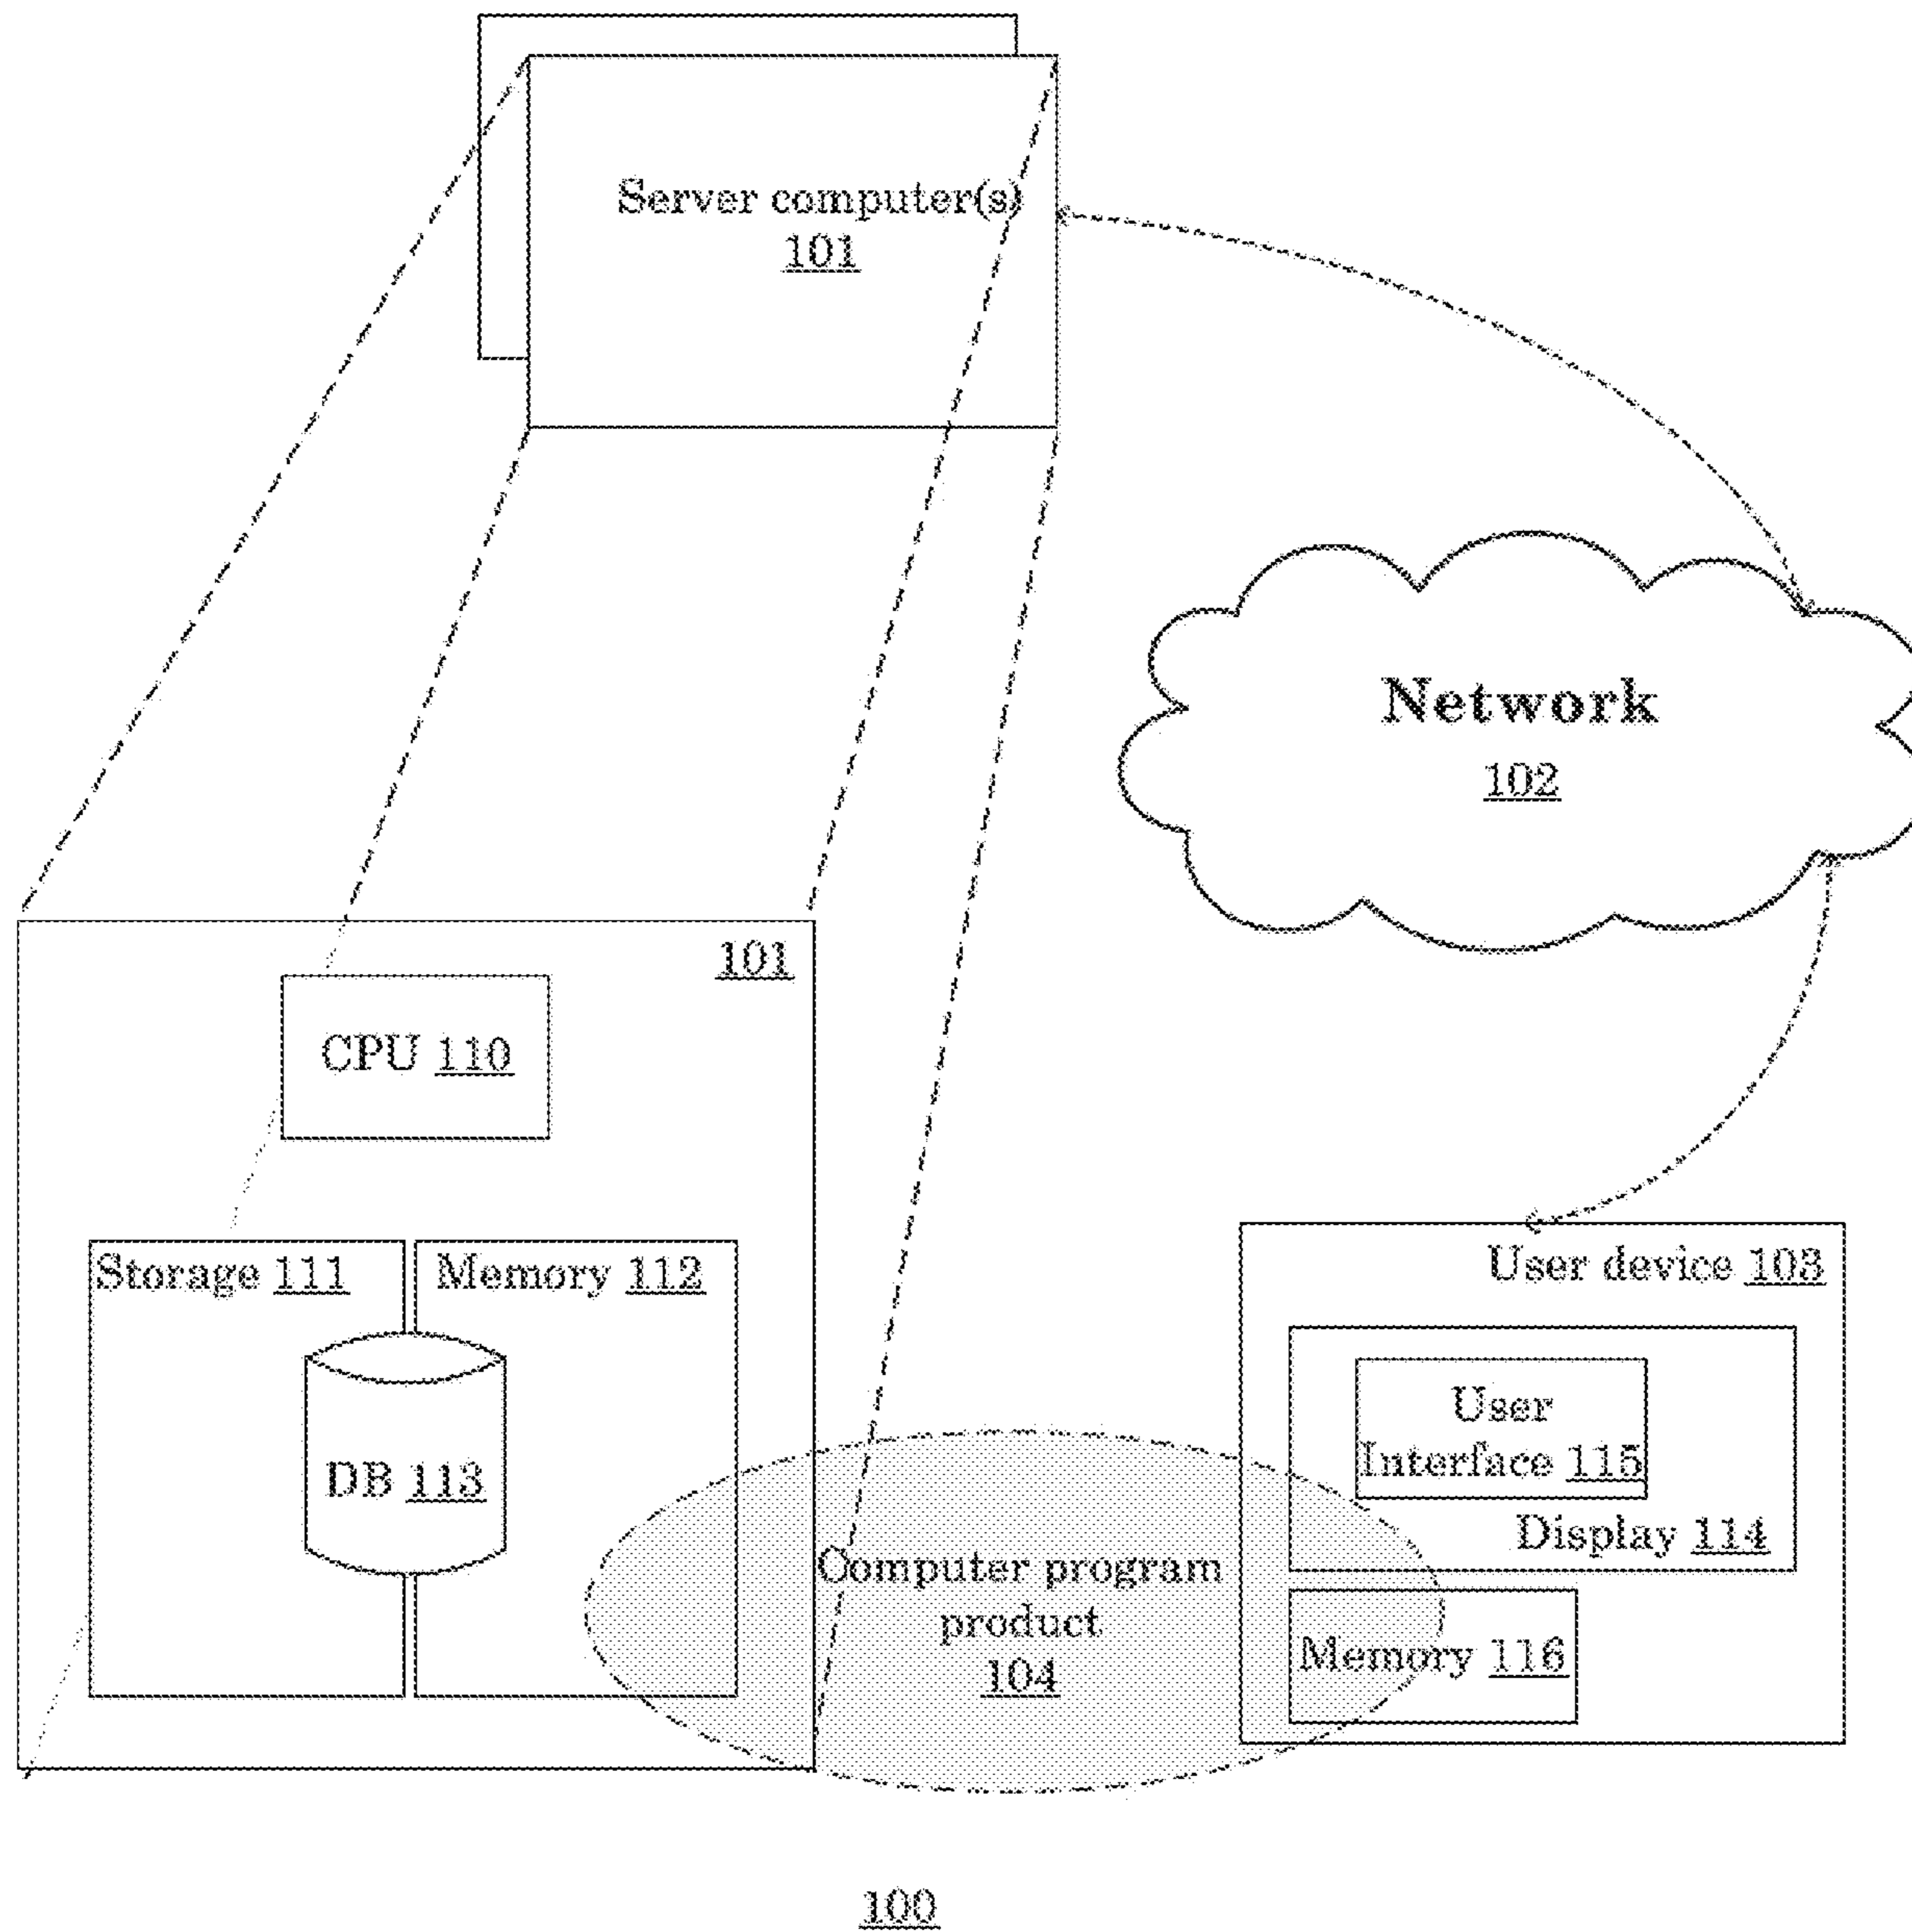 Server computer(s)
101
Network
102
101
CPU 110
Storage 111
Memory 112
DB 113
User device 103
User
Interface 115
Display 114
Memory 116
Computer program
product
104
100